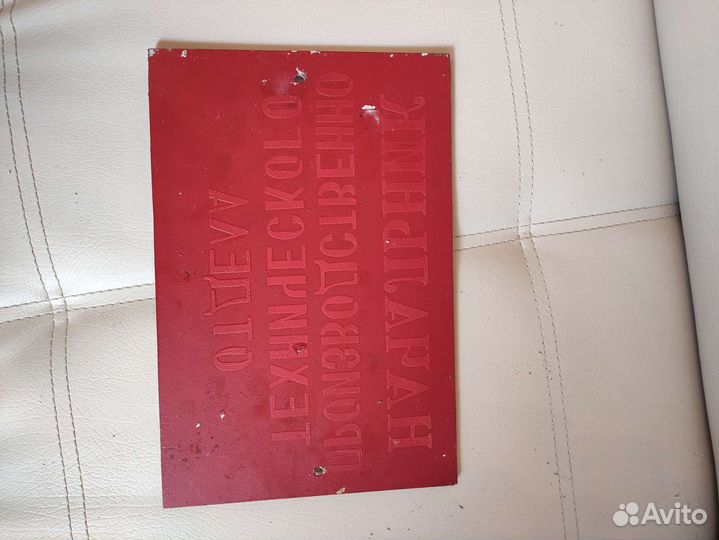 НАЧАЛЬНИК
ПРОИЗВОДСТВЕННО
ТЕХНИЧЕСКОГО
ОТДЕЛА
Avito